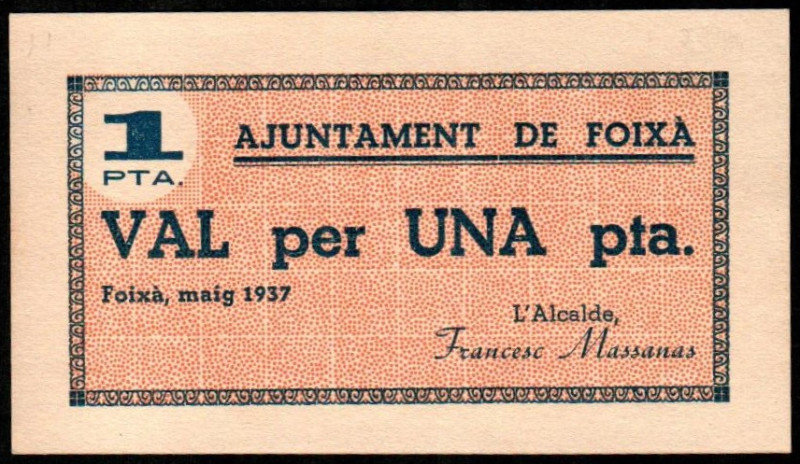 1
PTA.
AJUNTAMENT DE FOIXÀ
VAL per UNA pta.
Foixà, maig 1937
L'Alcalde,
Francesc Massanas